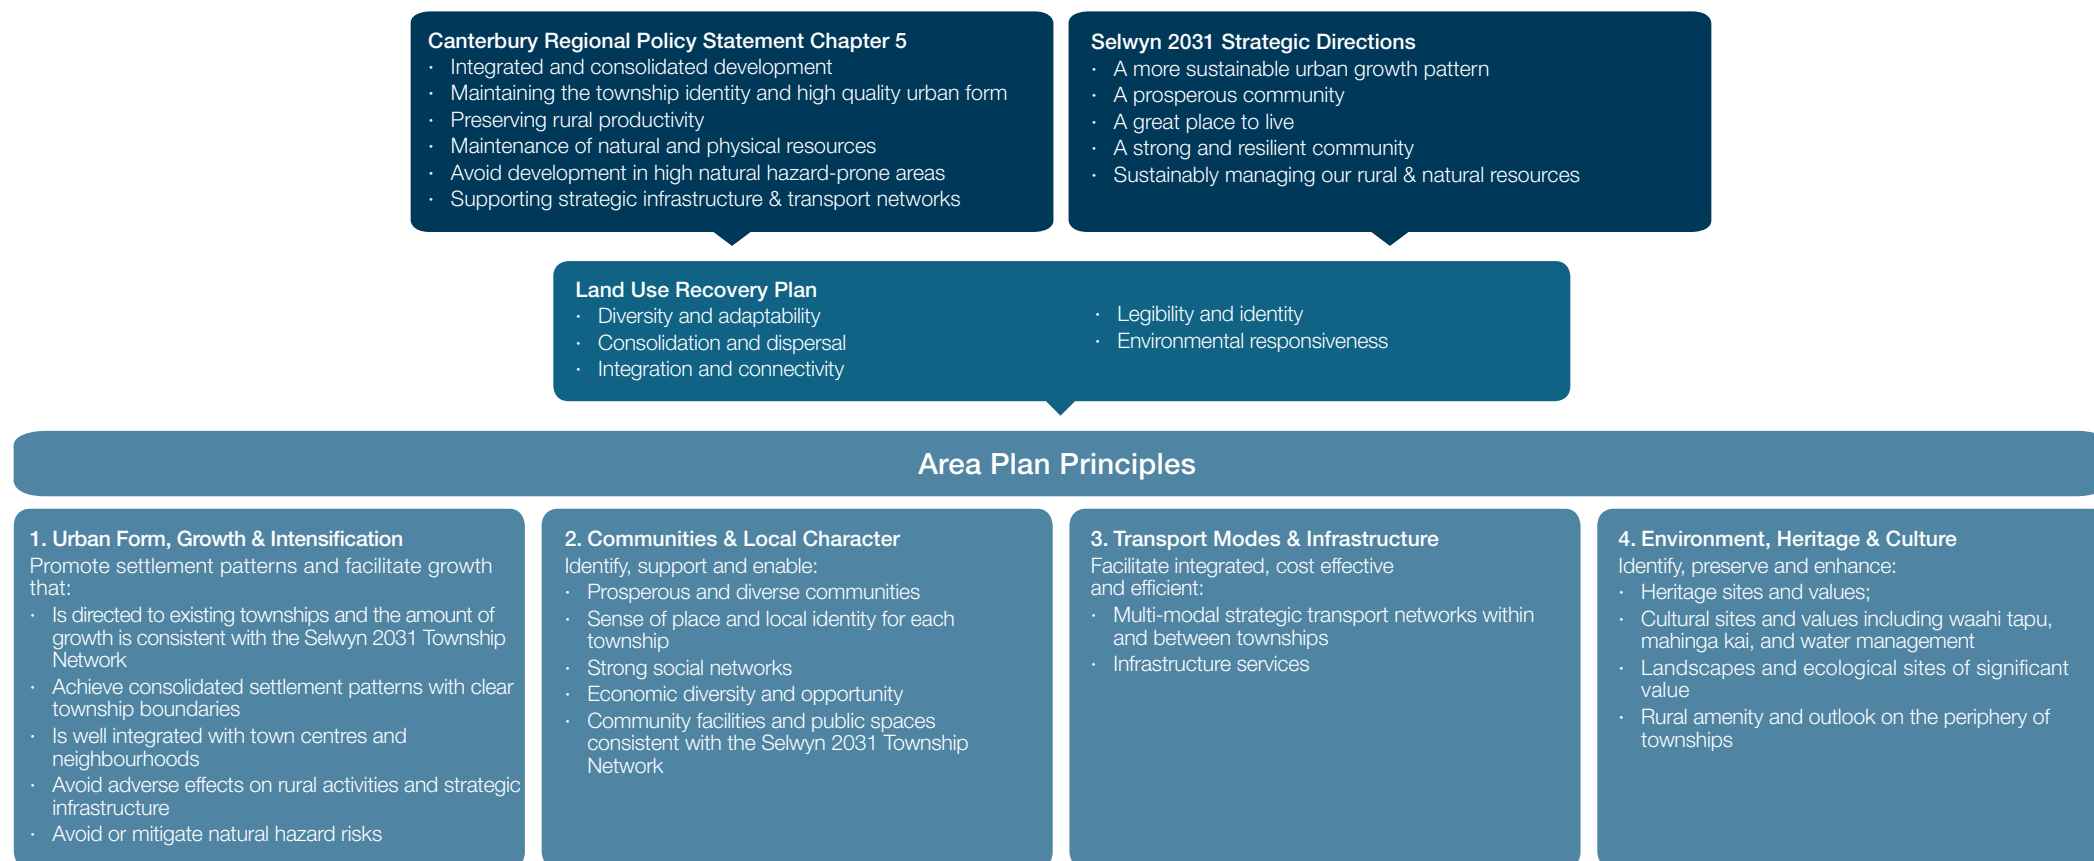 Canterbury Regional Policy Statement Chapter 5
· Integrated and consolidated development
· Maintaining the township identity and high quality urban form
· Preserving rural productivity
· Maintenance of natural and physical resources
· Avoid development in high natural hazard-prone areas
· Supporting strategic infrastructure & transport networks
Selwyn 2031 Strategic Directions
· A more sustainable urban growth pattern
· A prosperous community
· A great place to live
· A strong and resilient community
· Sustainably managing our rural & natural resources
Land Use Recovery Plan
· Diversity and adaptability
· Consolidation and dispersal
· Integration and connectivity
· Legibility and identity
· Environmental responsiveness
Area Plan Principles
1. Urban Form, Growth & Intensification
Promote settlement patterns and facilitate growth
that:
· Is directed to existing townships and the amount of
growth is consistent with the Selwyn 2031 Township
Network
· Achieve consolidated settlement patterns with clear
township boundaries
· Is well integrated with town centres and
neighbourhoods
· Avoid adverse effects on rural activities and strategic
infrastructure
· Avoid or mitigate natural hazard risks
2. Communities & Local Character
Identify, support and enable:
· Prosperous and diverse communities
· Sense of place and local identity for each
township
· Strong social networks
· Economic diversity and opportunity
· Community facilities and public spaces
consistent with the Selwyn 2031 Township
Network
3. Transport Modes & Infrastructure
Facilitate integrated, cost effective
and efficient:
· Multi-modal strategic transport networks within
and between townships
· Infrastructure services
4. Environment, Heritage & Culture
Identify, preserve and enhance:
· Heritage sites and values;
· Cultural sites and values including waahi tapu,
mahinga kai, and water management
· Landscapes and ecological sites of significant
value
· Rural amenity and outlook on the periphery of
townships